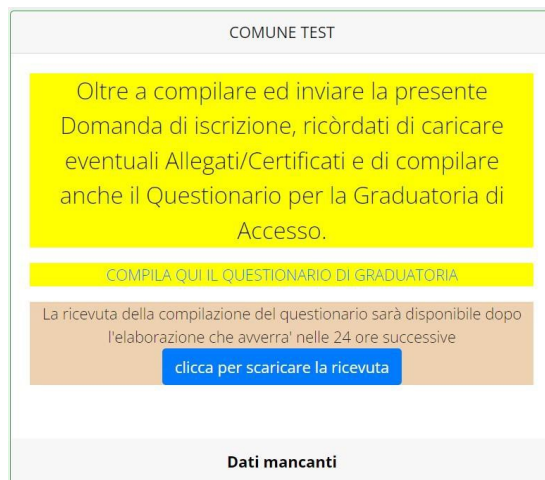 COMUNE TEST
Oltre a compilare ed inviare la presente
Domanda di iscrizione, ricòrdati di caricare
eventuali Allegati/Certificati e di compilare
anche il Questionario per la Graduatoria di
Accesso.
COMPILA QUI IL QUESTIONARIO DI GRADUATORIA
La ricevuta della compilazione del questionario sarà disponibile dopo
l'elaborazione che avverra' nelle 24 ore successive
clicca per scaricare la ricevuta
Dati mancanti